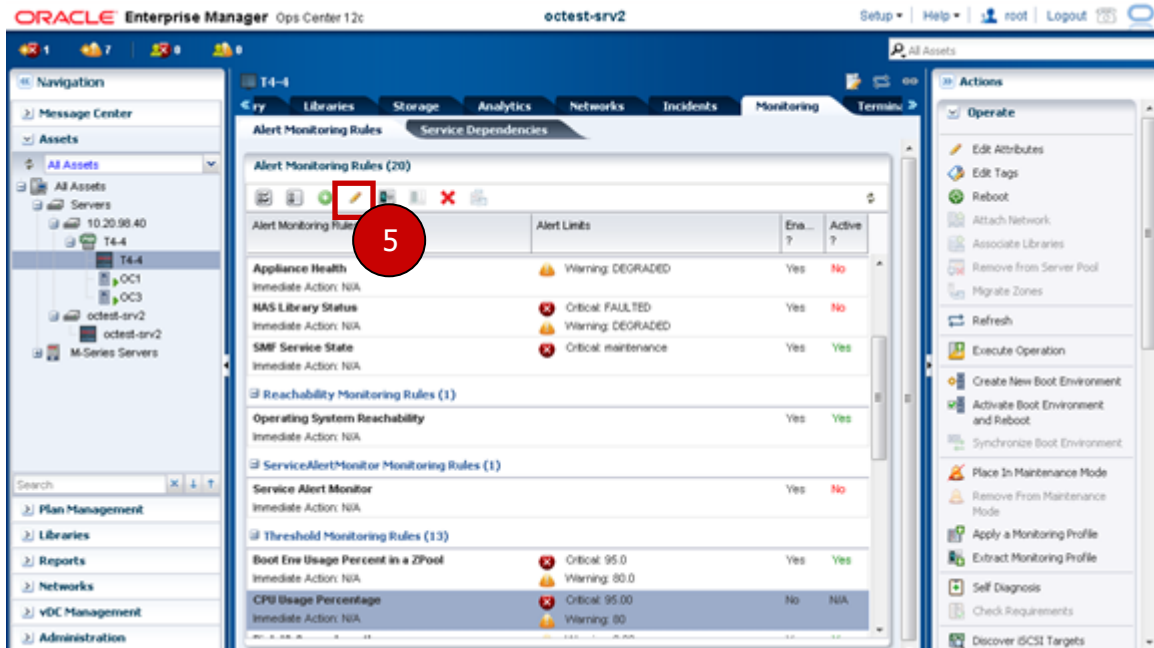 ORACLE Enterprise Manager Ops Center 12c
octest-srv2
Setup Help root Logout
1 7 0 0
All Assets
Navigation
Message Center
Assets
All Assets
All Assets
Servers
10.20.98.40
T4-4
T4-4
OC1
OC3
octest-srv2
octest-srv2
M-Series Servers
Search
Plan Management
Libraries
Reports
Networks
vDC Management
Administration
T4-4
ry Libraries Storage Analytics Networks Incidents Monitoring Termina
Alert Monitoring Rules Service Dependencies
Alert Monitoring Rules (20)
5
Alert Monitoring Rule Alert Limits Ena... ? Active ?
Appliance Health Warning: DEGRADED Yes No
Immediate Action: N/A
NAS Library Status Critical: FAULTED Yes No
Immediate Action: N/A Warning: DEGRADED
SMF Service State Critical: maintenance Yes Yes
Immediate Action: N/A
Reachability Monitoring Rules (1)
Operating System Reachability Yes Yes
Immediate Action: N/A
ServiceAlertMonitor Monitoring Rules (1)
Service Alert Monitor Yes No
Immediate Action: N/A
Threshold Monitoring Rules (13)
Boot Env Usage Percent in a ZPool Critical: 95.0 Yes Yes
Immediate Action: N/A Warning: 80.0
CPU Usage Percentage Critical: 95.00 No N/A
Immediate Action: N/A Warning: 80
Actions
Operate
Edit Attributes
Edit Tags
Reboot
Attach Network
Associate Libraries
Remove from Server Pool
Migrate Zones
Refresh
Execute Operation
Create New Boot Environment
Activate Boot Environment
and Reboot
Synchronize Boot Environment
Place In Maintenance Mode
Remove From Maintenance
Mode
Apply a Monitoring Profile
Extract Monitoring Profile
Self Diagnosis
Check Requirements
Discover iSCSI Targets